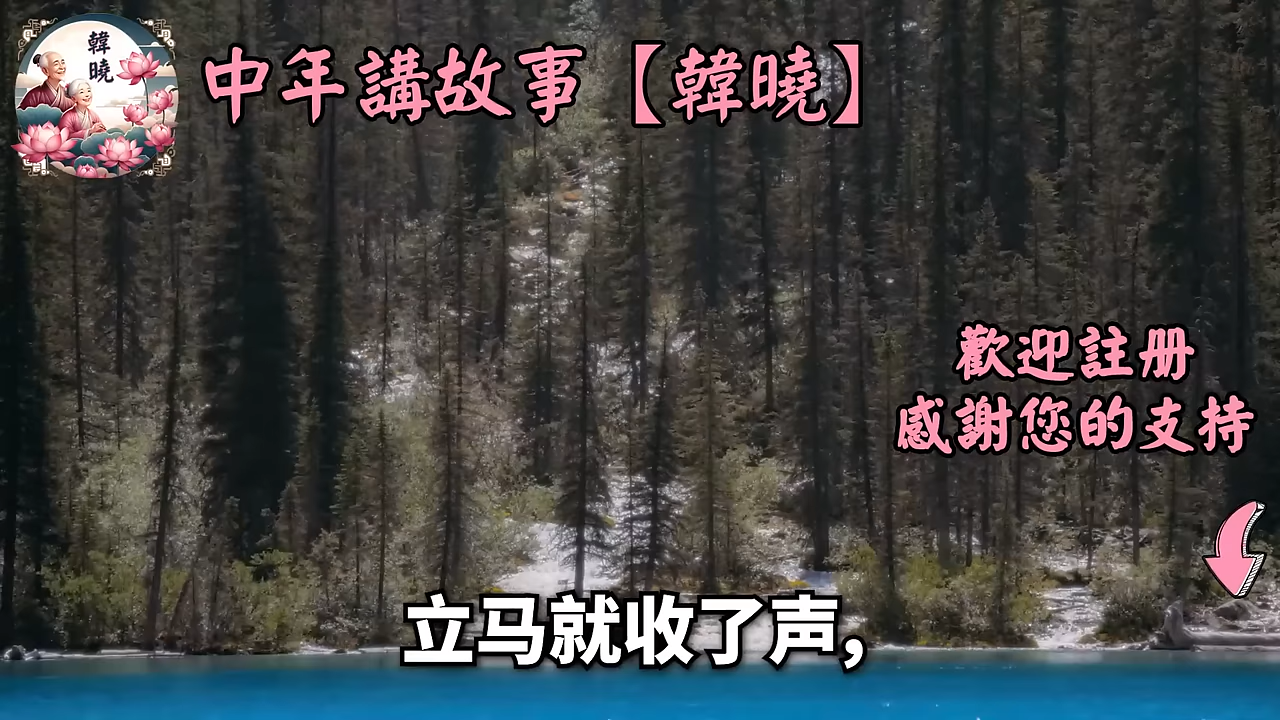 韓曉
中年講故事【韓曉】
歡迎註册
感謝您的支持
立马就收了声,